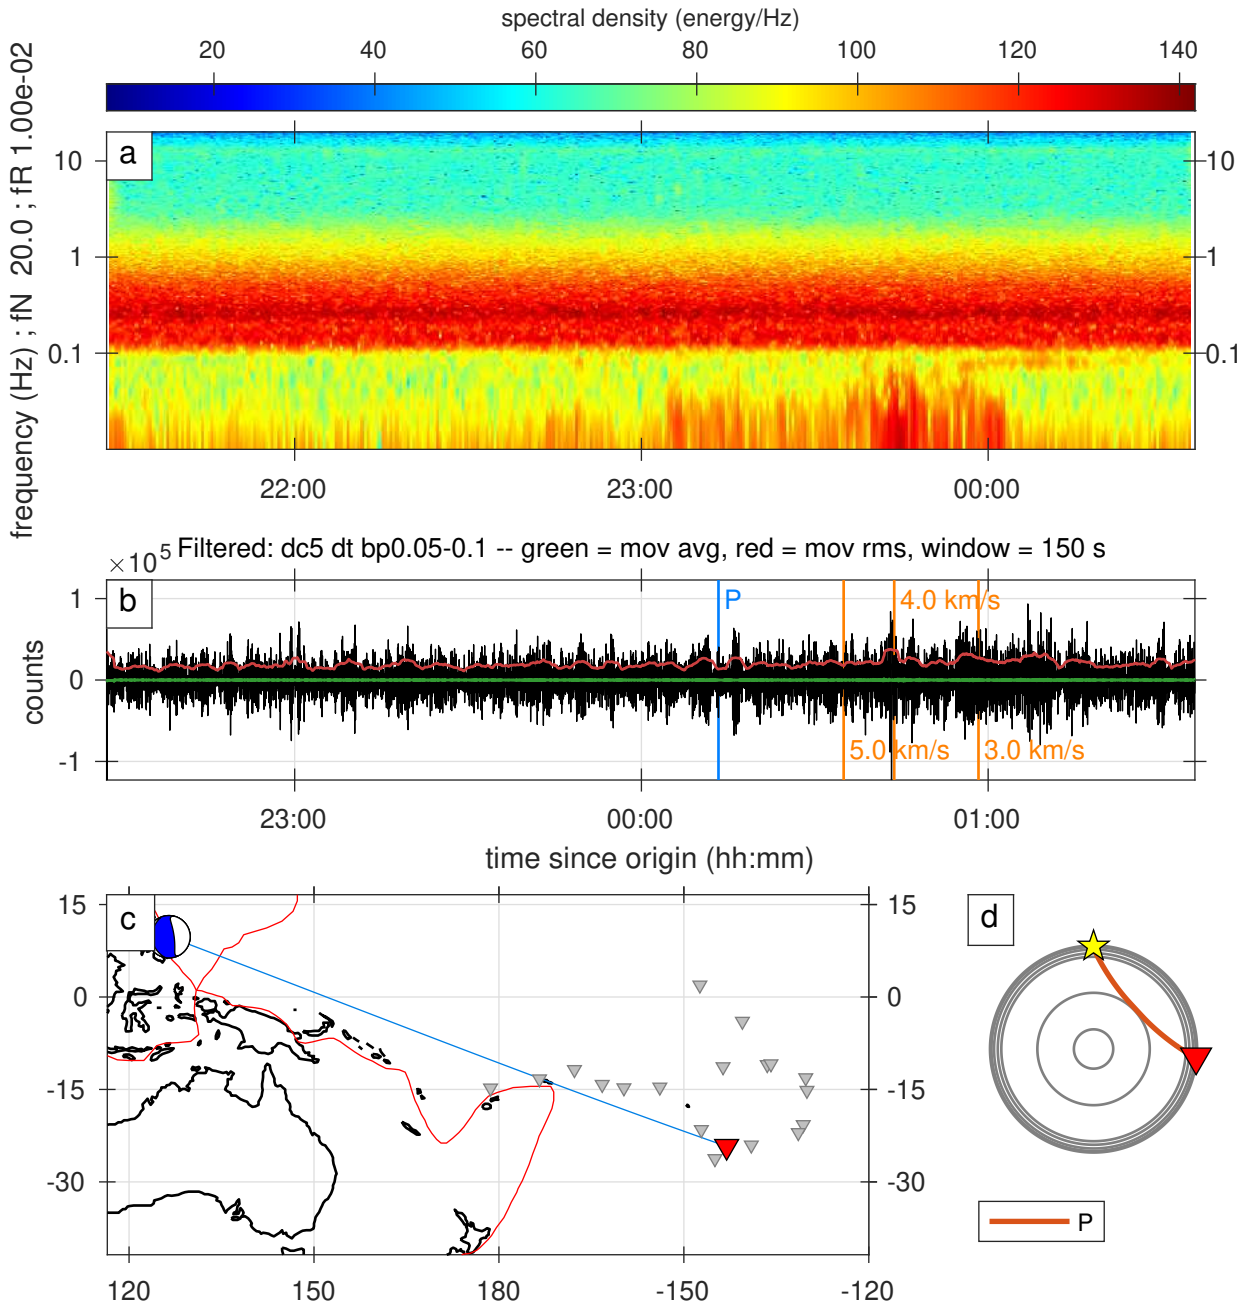 spectral density (energy/Hz)
20 40 60 80 100 120 140
frequency (Hz) ; fN 20.0 ; fR 1.00e-02
a
10 10
1 1
0.1 0.1
22:00 23:00 00:00
×10^5 Filtered: dc5 dt bp0.05-0.1 -- green = mov avg, red = mov rms, window = 150 s
b
counts
1
0
-1
P
4.0 km/s
5.0 km/s
3.0 km/s
23:00 00:00 01:00
time since origin (hh:mm)
c
15 15
0 0
-15 -15
-30 -30
120 150 180 -150 -120
d
P